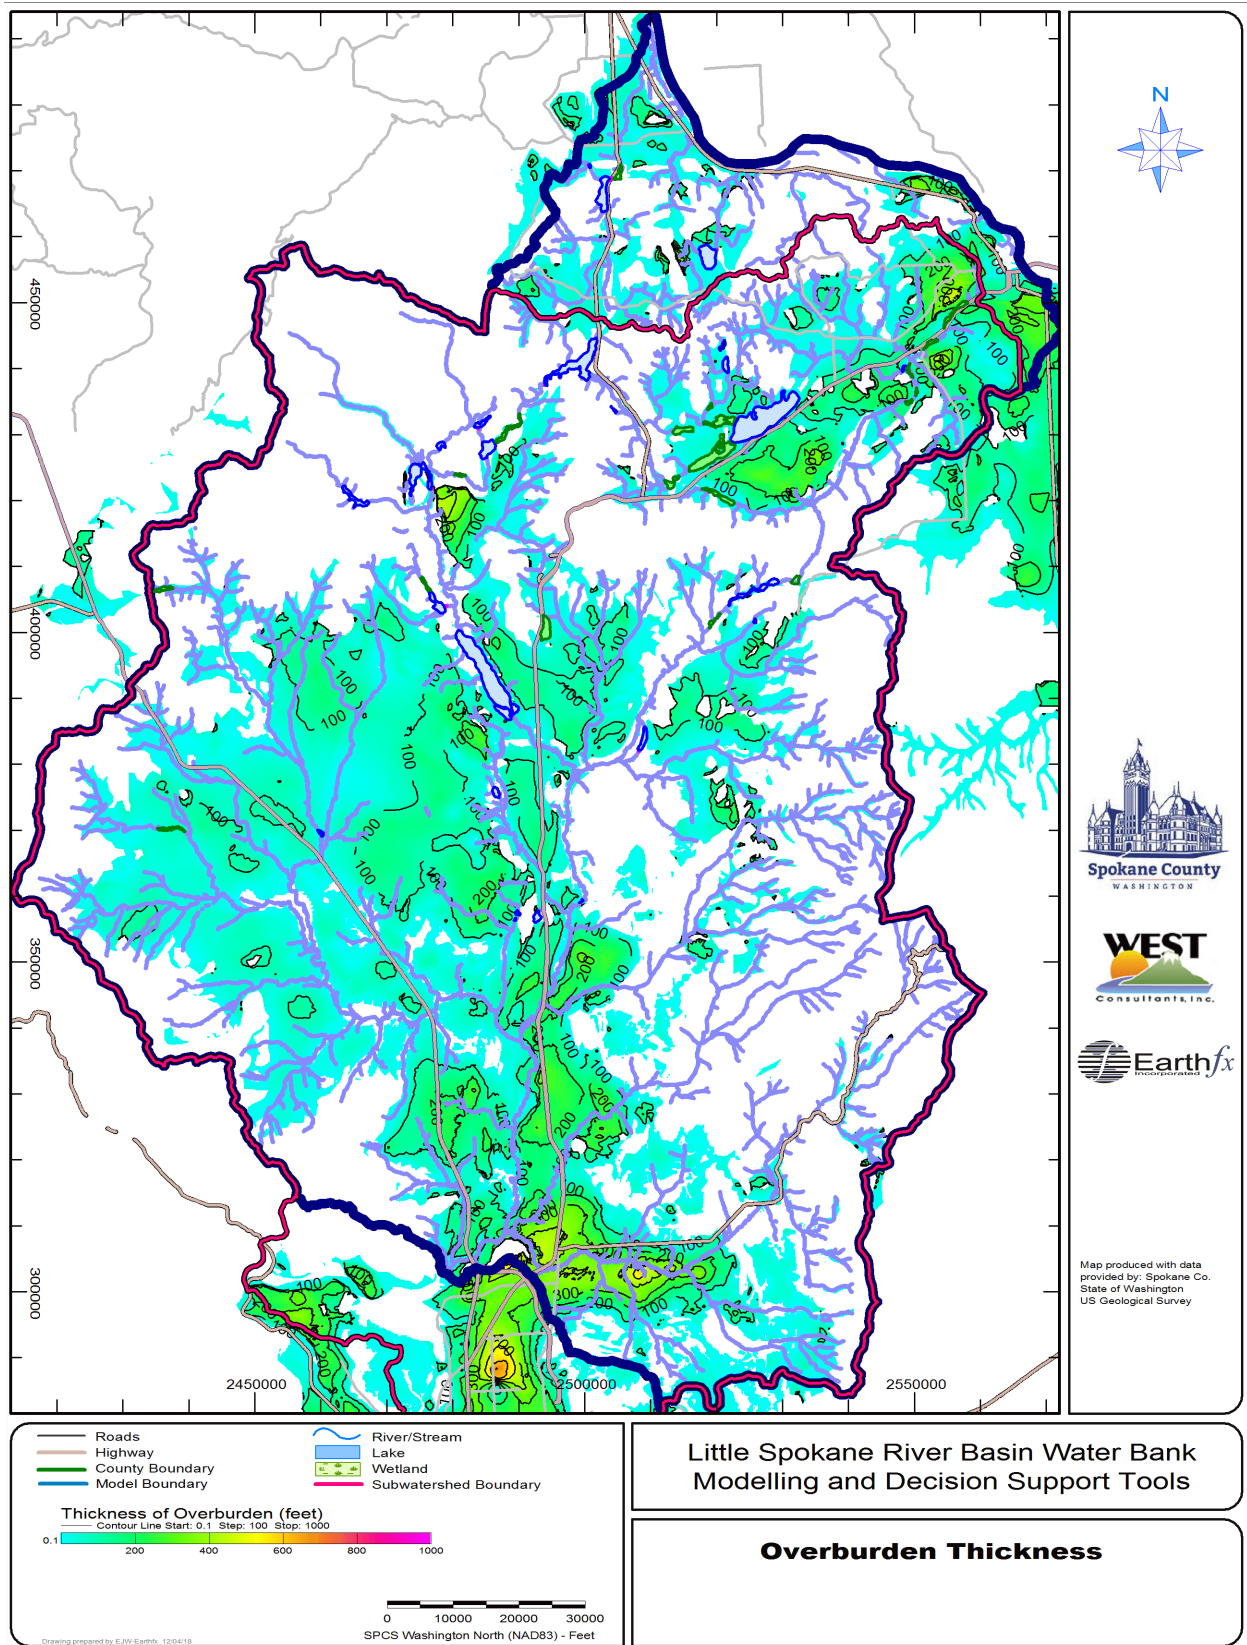 N
450000
400000
350000
300000
2450000
2500000
2550000
100
200
300
Spokane County
WASHINGTON
WEST
Consultants, Inc.
Earthfx
Incorporated
Map produced with data
provided by: Spokane Co.
State of Washington
US Geological Survey
Roads
Highway
County Boundary
Model Boundary
River/Stream
Lake
Wetland
Subwatershed Boundary
Thickness of Overburden (feet)
Contour Line Start: 0.1 Step: 100 Stop: 1000
0.1
200 400 600 800 1000
0 10000 20000 30000
SPCS Washington North (NAD83) - Feet
Drawing prepared by EJW-Earthfx 12/04/18
Little Spokane River Basin Water Bank
Modelling and Decision Support Tools
Overburden Thickness